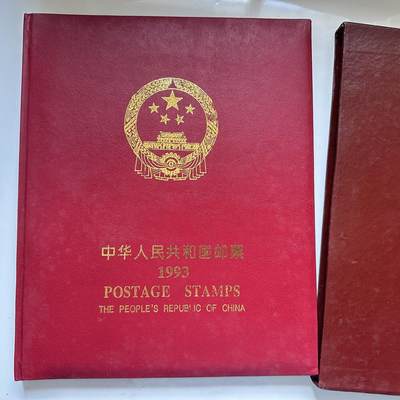 中华人民共和国邮票
1993
POSTAGE STAMPS
THE PEOPLE'S REPUBLIC OF CHINA